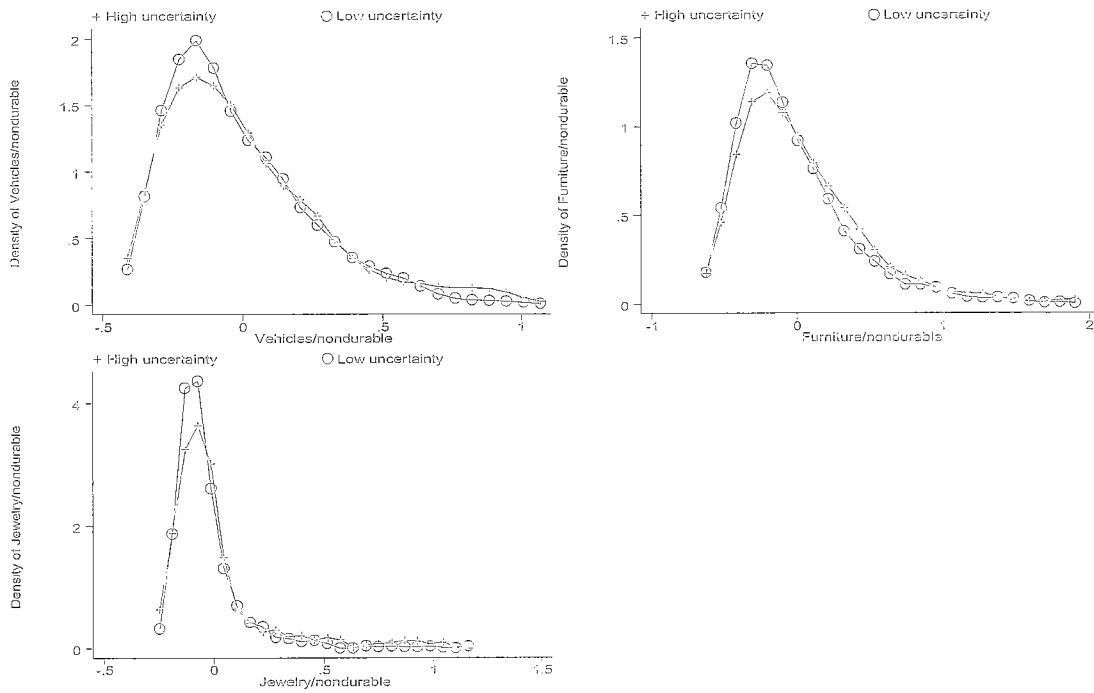 + High uncertainty
O Low uncertainty
Density of Vehicles/nondurable
2
1.5
1
.5
0
-.5
0
.5
1
Vehicles/nondurable
+ High uncertainty
O Low uncertainty
Density of Furniture/nondurable
1.5
1
.5
0
-1
0
1
2
Furniture/nondurable
+ High uncertainty
O Low uncertainty
Density of Jewelry/nondurable
4
2
0
-.5
0
.5
1
1.5
Jewelry/nondurable